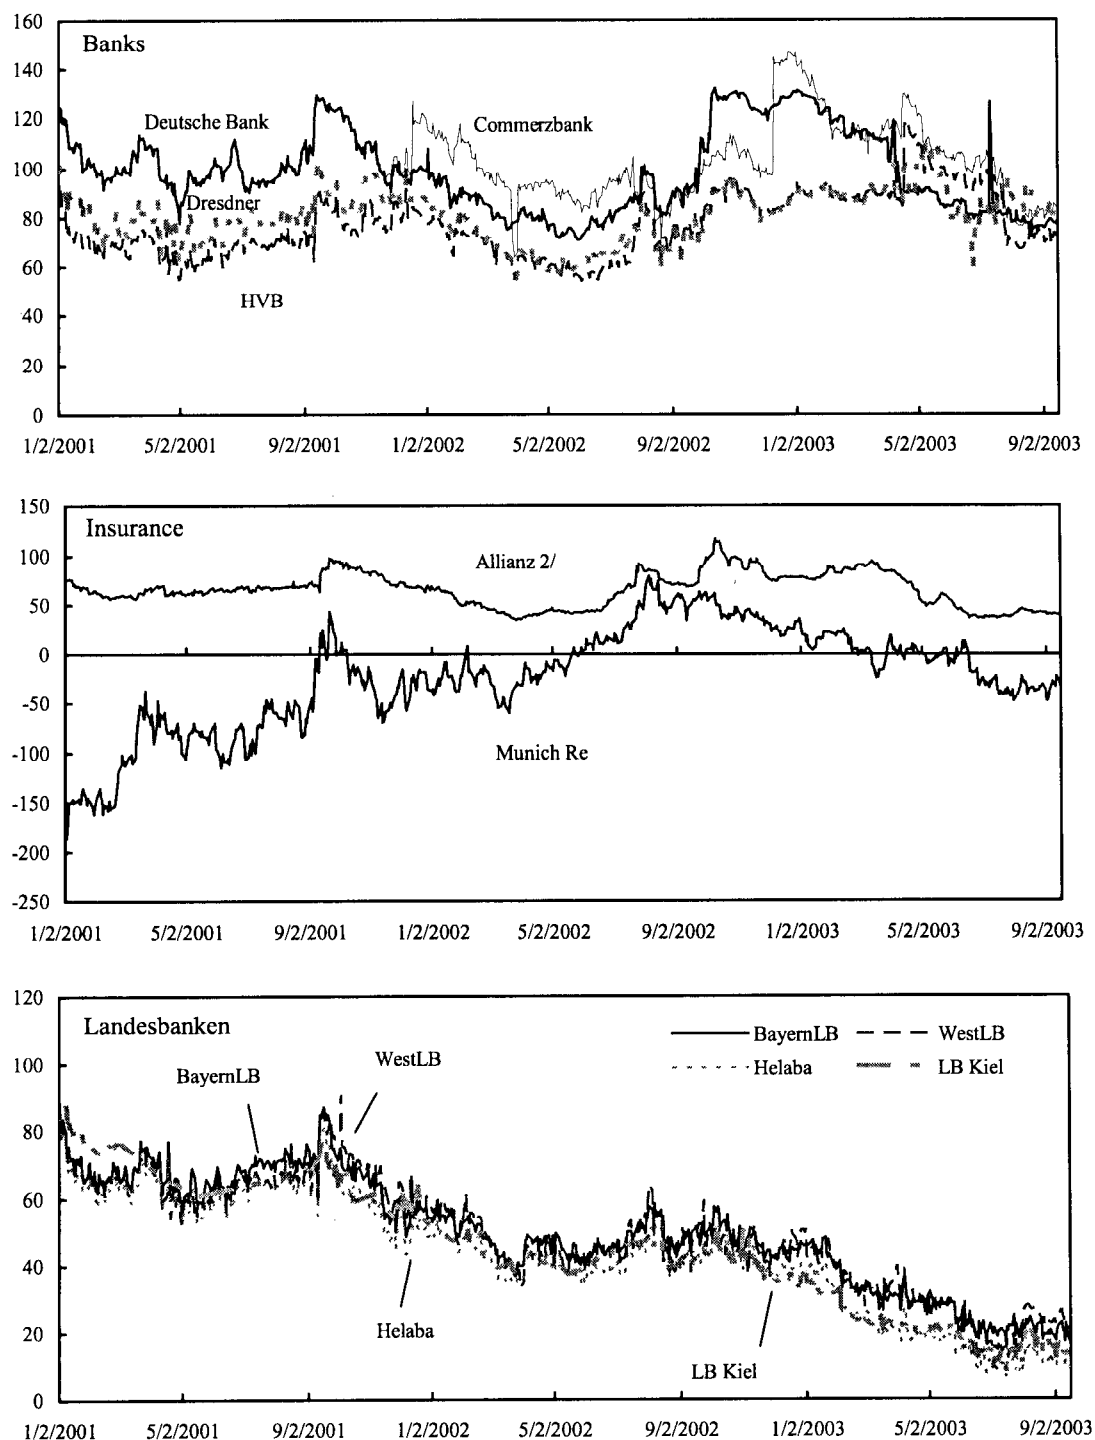 160
Banks
140
120
Deutsche Bank
Commerzbank
100
80
Dresdner
60
HVB
40
20
0
1/2/2001 5/2/2001 9/2/2001 1/2/2002 5/2/2002 9/2/2002 1/2/2003 5/2/2003 9/2/2003
150
Insurance
100
Allianz 2/
50
0
-50
Munich Re
-100
-150
-200
-250
1/2/2001 5/2/2001 9/2/2001 1/2/2002 5/2/2002 9/2/2002 1/2/2003 5/2/2003 9/2/2003
120
Landesbanken
BayernLB WestLB
Helaba LB Kiel
100
WestLB
BayernLB
80
60
40
Helaba
20
LB Kiel
0
1/2/2001 5/2/2001 9/2/2001 1/2/2002 5/2/2002 9/2/2002 1/2/2003 5/2/2003 9/2/2003